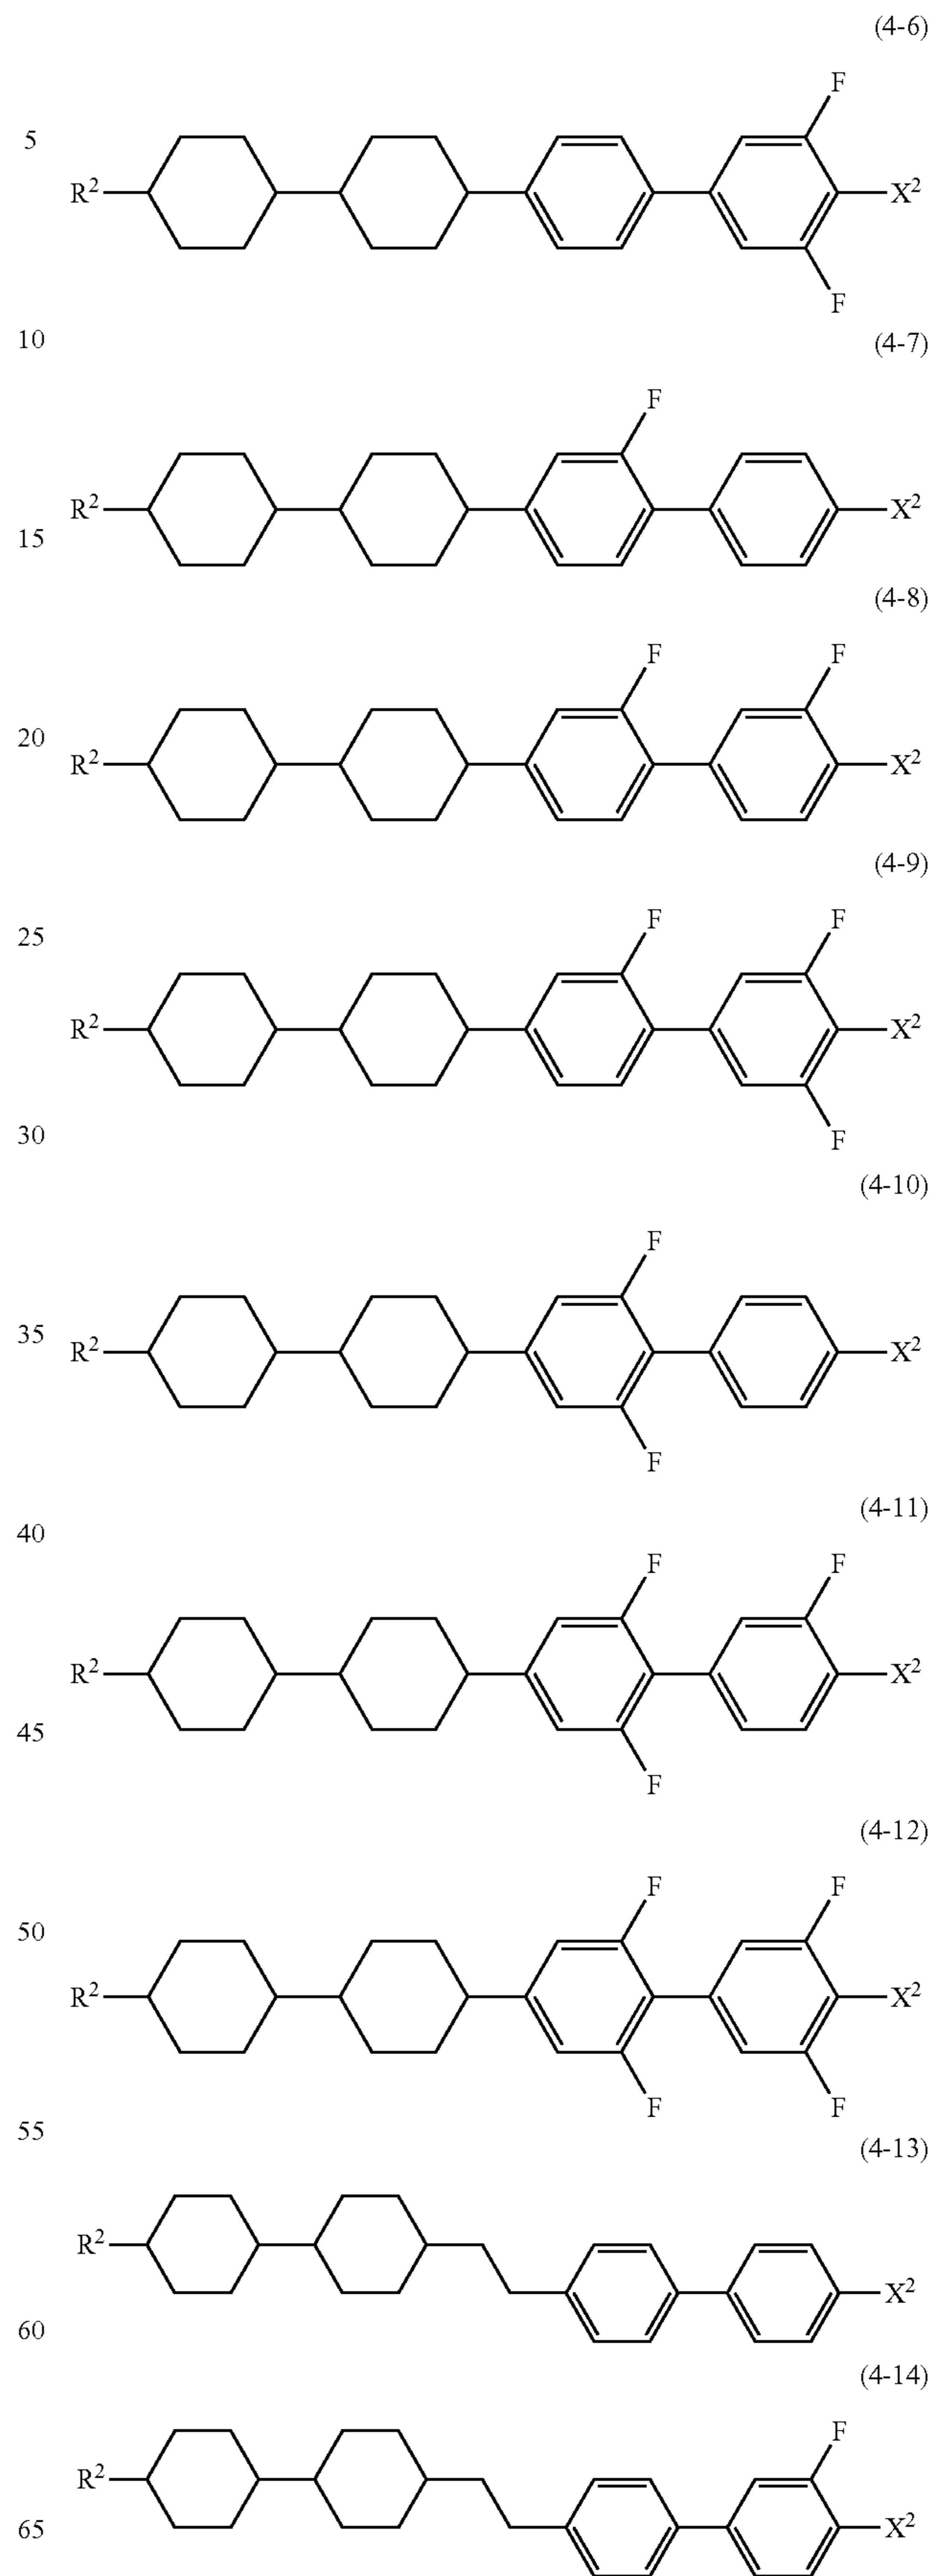 (4-6)
F
5
R² X²
F
10
(4-7)
F
R² X²
15
(4-8)
F F
20
R² X²
(4-9)
F F
25
R² X²
F
30
(4-10)
F
35
R² X²
F
(4-11)
40
F F
R² X²
45
F
(4-12)
F F
50
R² X²
F F
55
(4-13)
R²
X²
60
(4-14)
F
R²
X²
65